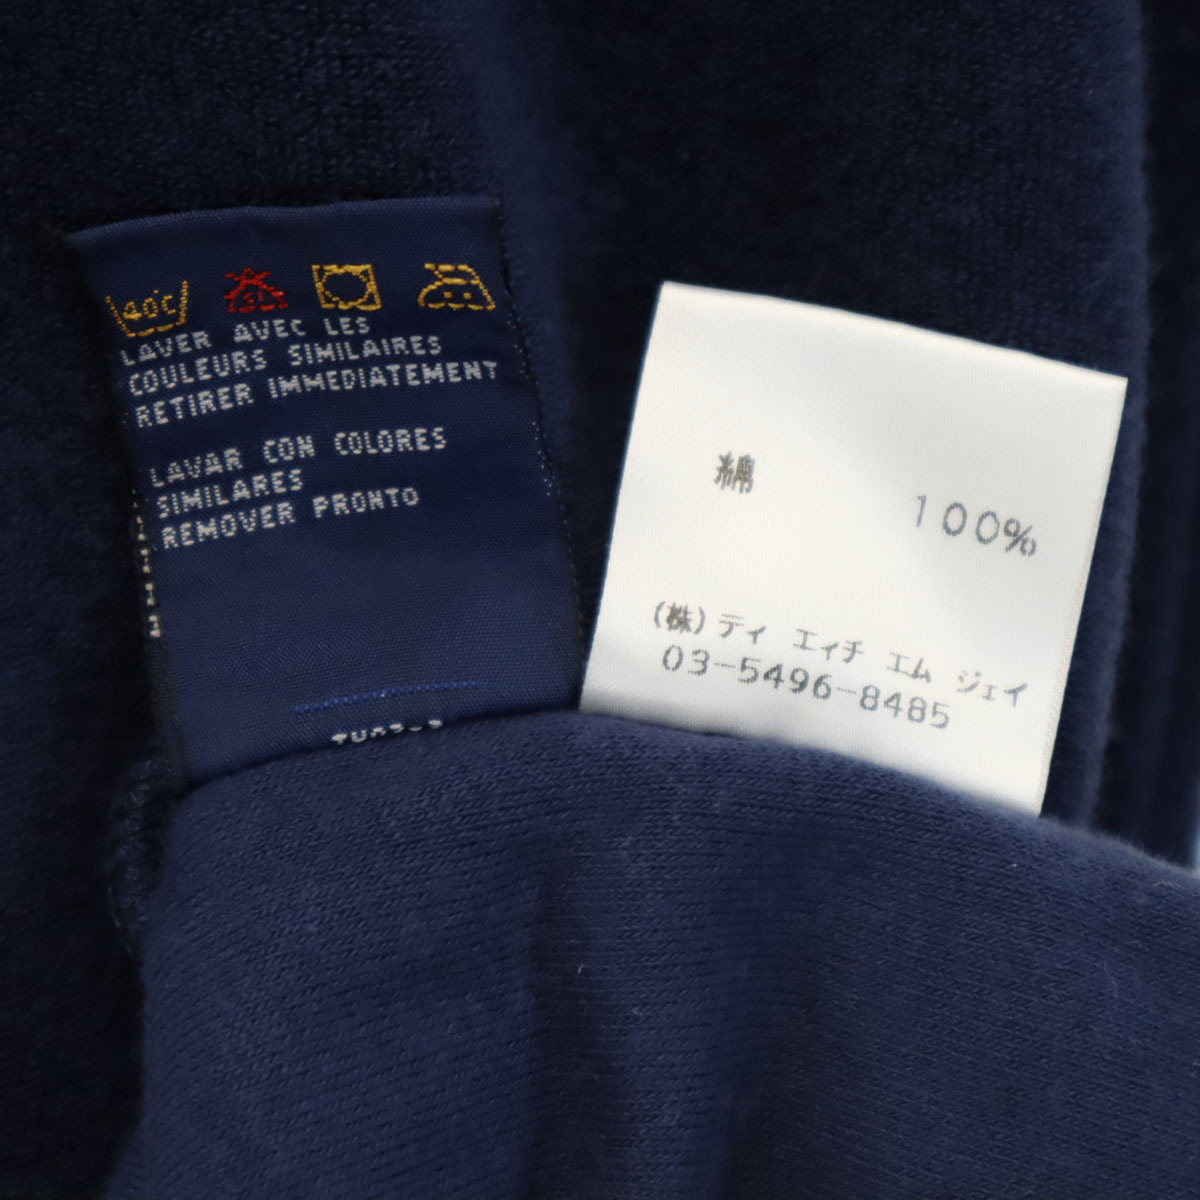 40°C
CL
LAVER AVEC LES
COULEURS SIMILAIRES
RETIRER IMMEDIATEMENT
LAVAR CON COLORES
SIMILARES
REMOVER PRONTO
綿 100%
(株)ティ エイチ エム ジェイ
03-5496-8485